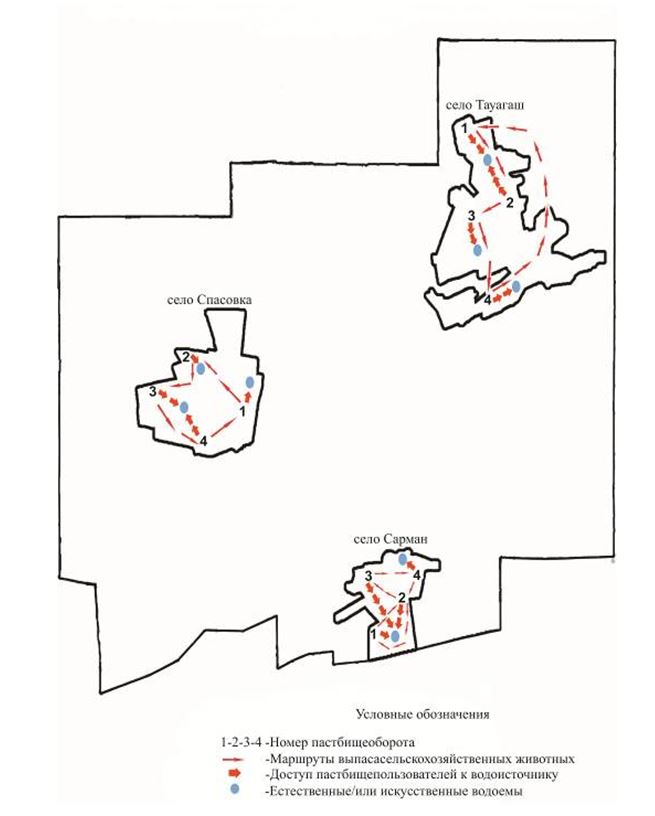 село Тауагаш
1
2
3
4
село Спасовка
2
3
1
4
село Сарман
3
4
2
1
Условные обозначения
1-2-3-4 -Номер пастбищеоборота
-Маршруты выпасасельскохозяйственных животных
-Доступ пастбищепользователей к водоисточнику
-Естественные/или искусственные водоемы